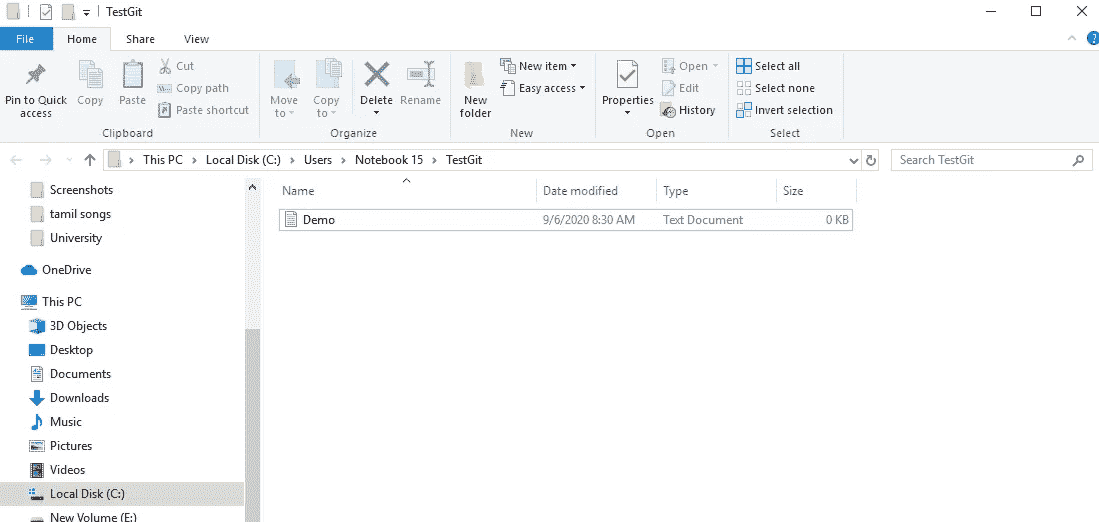 TestGit
File Home Share View
Pin to Quick access
Copy
Paste
Cut
Copy path
Paste shortcut
Clipboard
Move to
Copy to
Delete
Rename
Organize
New folder
New item
Easy access
New
Properties
Open
Edit
History
Open
Select all
Select none
Invert selection
Select
This PC > Local Disk (C:) > Users > Notebook 15 > TestGit
Search TestGit
Screenshots
tamil songs
University
OneDrive
This PC
3D Objects
Desktop
Documents
Downloads
Music
Pictures
Videos
Local Disk (C:)
New Volume (E:)
Name Date modified Type Size
Demo 9/6/2020 8:30 AM Text Document 0 KB